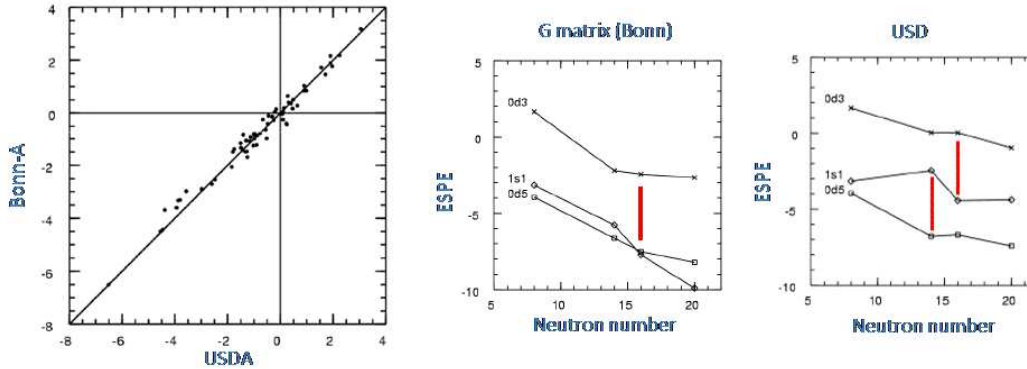 4
2
0
-2
-4
-6
-8
-8 -6 -4 -2 0 2 4
Bonn-A
USDA
G matrix (Bonn)
5
0
-5
-10
0d3
1s1
0d5
5 10 15 20
ESPE
Neutron number
USD
5
0
-5
-10
0d3
1s1
0d5
5 10 15 20
ESPE
Neutron number